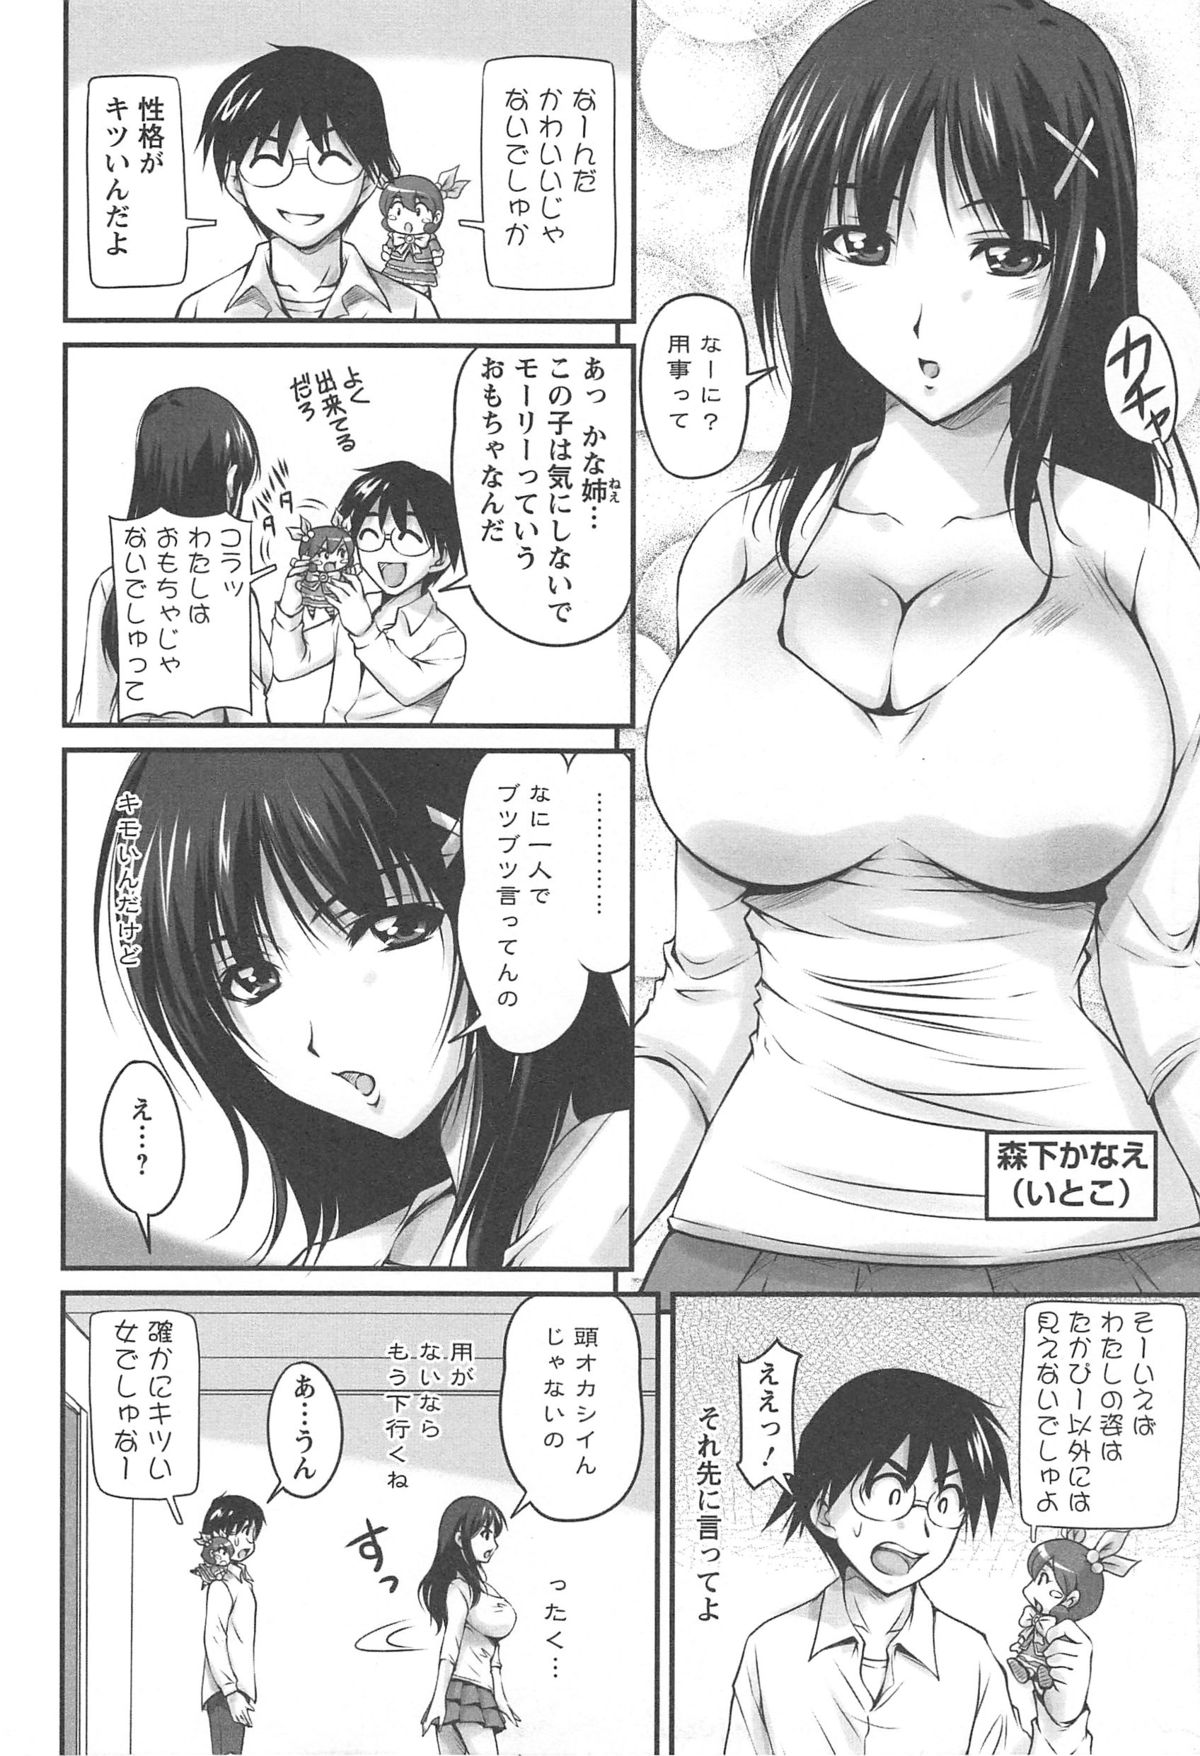 ガチャ
なーに?
用事って
森下かなえ
(いとこ)
なーんだ
かわいいじゃ
ないでしゅか
性格が
キツいんだよ
あっ かな姉…
ねえ
この子は気にしないで
モーリーっていう
おもちゃなんだ
よく
出来てる
だろ
ジタ
ジタ
コラッ
わたしは
おもちゃじゃ
ないでしゅって
…………
なに一人で
ブツブツ言ってんの
キモいんだけど
え…?
そーいえば
わたしの姿は
たかぴー以外には
見えないでしゅよ
ええっ!
それ先に言ってよ
頭オカシイん
じゃないの
ったく…
用が
ないなら
もう下行くね
すっ
あ…うん
確かにキツい
女でしゅなー